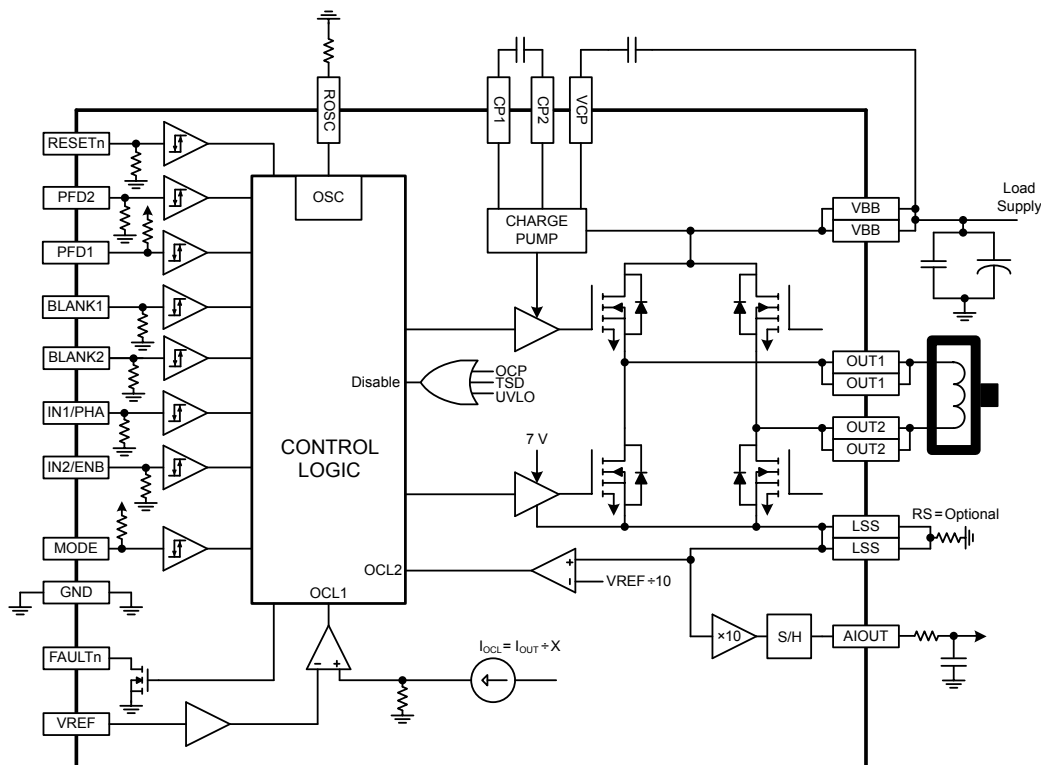 ROSC
CP1
CP2
VCP
RESETn
PFD2
PFD1
BLANK1
BLANK2
IN1/PHA
IN2/ENB
MODE
GND
FAULTn
VREF
OSC
CONTROL
LOGIC
Disable
OCL2
OCL1
CHARGE
PUMP
OCP
TSD
UVLO
7 V
+
-
VREF÷10
-
+
I_OCL = I_OUT ÷ X
×10
S/H
VBB
VBB
Load
Supply
OUT1
OUT1
OUT2
OUT2
LSS
LSS
RS = Optional
AIOUT